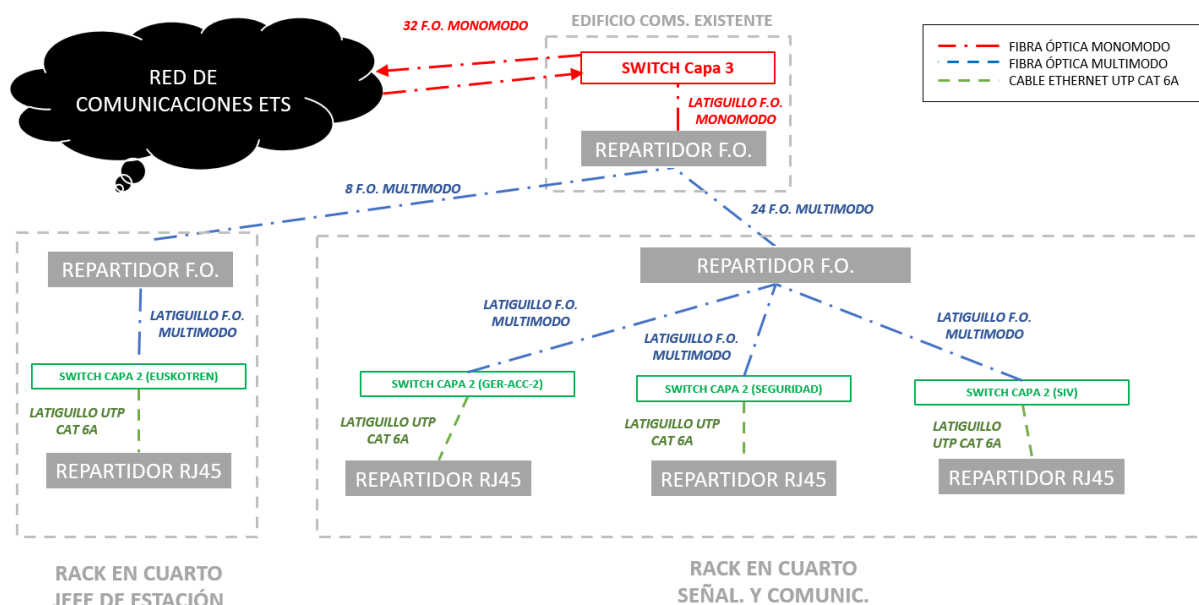 32 F.O. MONOMODO
EDIFICIO COMS. EXISTENTE
RED DE
COMUNICACIONES ETS
SWITCH Capa 3
FIBRA ÓPTICA MONOMODO
FIBRA ÓPTICA MULTIMODO
CABLE ETHERNET UTP CAT 6A
LATIGUILLO F.O.
MONOMODO
REPARTIDOR F.O.
8 F.O. MULTIMODO
24 F.O. MULTIMODO
REPARTIDOR F.O.
LATIGUILLO F.O.
MULTIMODO
SWITCH CAPA 2 (EUSKOTREN)
LATIGUILLO UTP
CAT 6A
REPARTIDOR RJ45
RACK EN CUARTO
JEFE DE ESTACIÓN
REPARTIDOR F.O.
LATIGUILLO F.O.
MULTIMODO
LATIGUILLO F.O.
MULTIMODO
LATIGUILLO F.O.
MULTIMODO
SWITCH CAPA 2 (GER-ACC-2)
SWITCH CAPA 2 (SEGURIDAD)
SWITCH CAPA 2 (SIV)
LATIGUILLO UTP
CAT 6A
LATIGUILLO UTP
CAT 6A
LATIGUILLO
UTP CAT 6A
REPARTIDOR RJ45
REPARTIDOR RJ45
REPARTIDOR RJ45
RACK EN CUARTO
SEÑAL. Y COMUNIC.